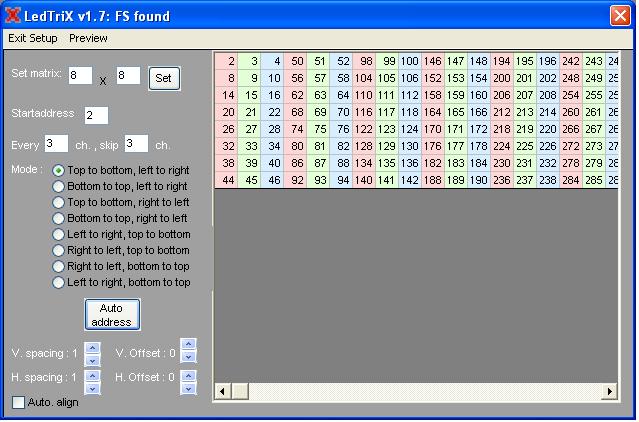 LedTriX v1.7: FS found
Exit Setup Preview
Set matrix: 8 x 8 Set
Startaddress 2
Every 3 ch. , skip 3 ch.
Mode : Top to bottom, left to right
Bottom to top, left to right
Top to bottom, right to left
Bottom to top, right to left
Left to right, top to bottom
Right to left, top to bottom
Right to left, bottom to top
Left to right, bottom to top
Auto address
V. spacing : 1 V. Offset : 0
H. spacing : 1 H. Offset : 0
Auto. align
2 3 4 50 51 52 98 99 100 146 147 148 194 195 196 242 243
8 9 10 56 57 58 104 105 106 152 153 154 200 201 202 248 249
14 15 16 62 63 64 110 111 112 158 159 160 206 207 208 254 255
20 21 22 68 69 70 116 117 118 164 165 166 212 213 214 260 261
26 27 28 74 75 76 122 123 124 170 171 172 218 219 220 266 267
32 33 34 80 81 82 128 129 130 176 177 178 224 225 226 272 273
38 39 40 86 87 88 134 135 136 182 183 184 230 231 232 278 279
44 45 46 92 93 94 140 141 142 188 189 190 236 237 238 284 285